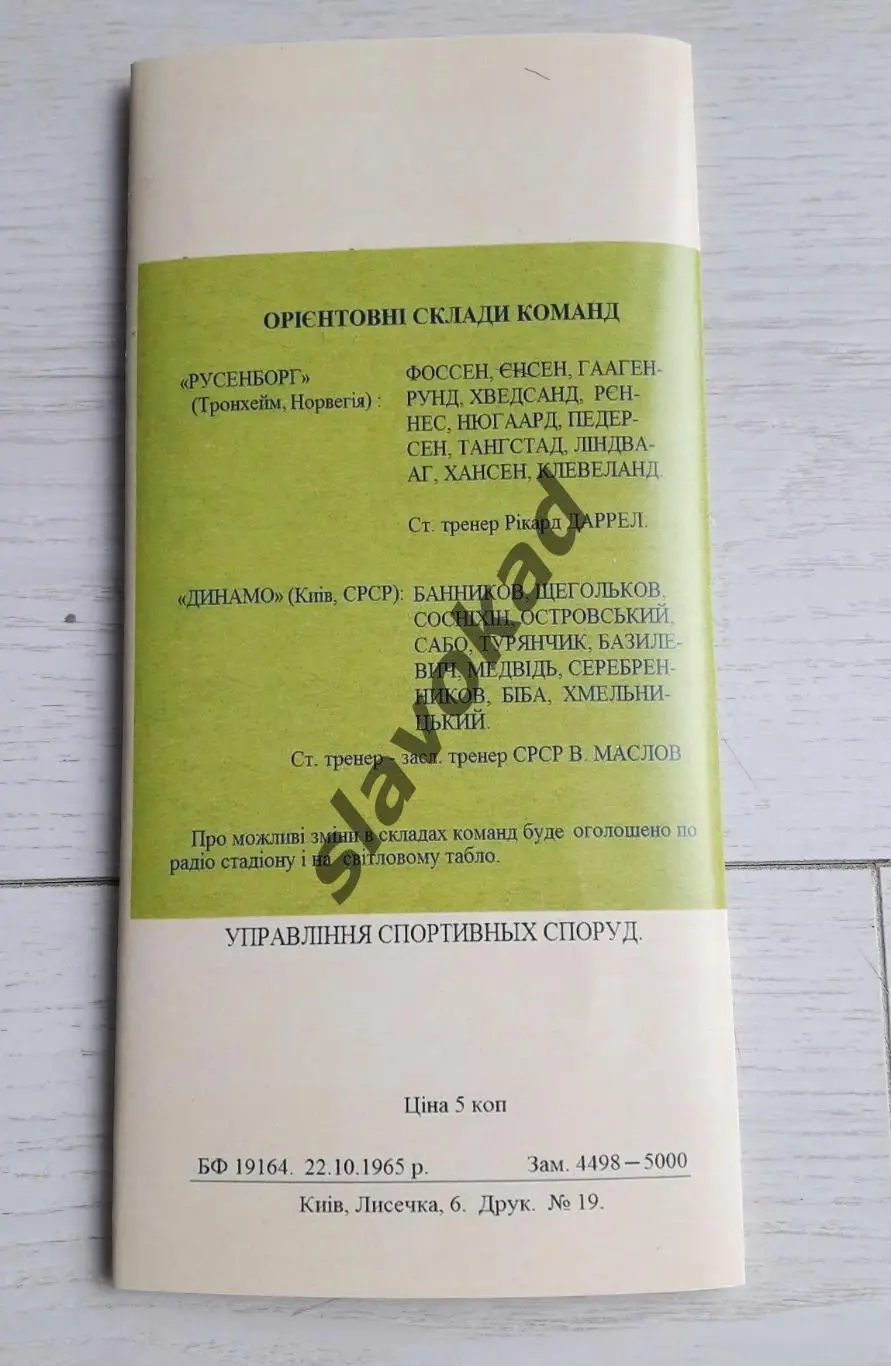 ОРІЄНТОВНІ СКЛАДИ КОМАНД
«РУСЕНБОРГ»
(Тронхейм, Норвегія) :
ФОССЕН, ЄНСЕН, ГААГЕН-
РУНД, ХВЕДСАНД, РЄН-
НЕС, НЮГААРД, ПЕДЕР-
СЕН, ТАНГСТАД, ЛІНДВА-
АГ, ХАНСЕН, КЛЕВЕЛАНД.
Ст. тренер Рікард ДАРРЕЛ.
«ДИНАМО» (Київ, СРСР): БАННИКОВ, ЩЕГОЛЬКОВ,
СОСНІХІН, ОСТРОВСЬКИЙ,
САБО, ТУРЯНЧИК, БАЗИЛЕ-
ВИЧ, МЕДВІДЬ, СЕРЕБРЕН-
НИКОВ, БІБА, ХМЕЛЬНИ-
ЦЬКИЙ.
Ст. тренер - засл. тренер СРСР В. МАСЛОВ
Про можливі зміни в складах команд буде оголошено по
радіо стадіону і на світловому табло.
УПРАВЛІННЯ СПОРТИВНЫХ СПОРУД.
Ціна 5 коп
БФ 19164. 22.10.1965 р. Зам. 4498–5000
Київ, Лисечка, 6. Друк. № 19.
slavokad